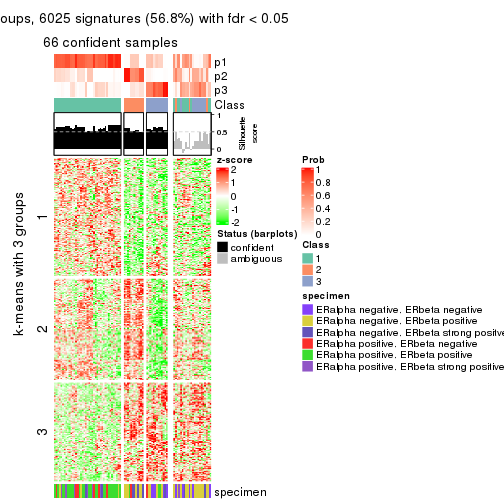 oups, 6025 signatures (56.8%) with fdr < 0.05
66 confident samples
p1
p2
p3
Class
1
0.5
0
Silhouette
score
k-means with 3 groups
1
2
3
specimen
z-score
2
1
0
-1
-2
Status (barplots)
confident
ambiguous
Prob
1
0.8
0.6
0.4
0.2
0
Class
1
2
3
specimen
ERalpha negative. ERbeta negative
ERalpha negative. ERbeta positive
ERalpha negative. ERbeta strong positive
ERalpha positive. ERbeta negative
ERalpha positive. ERbeta positive
ERalpha positive. ERbeta strong positive